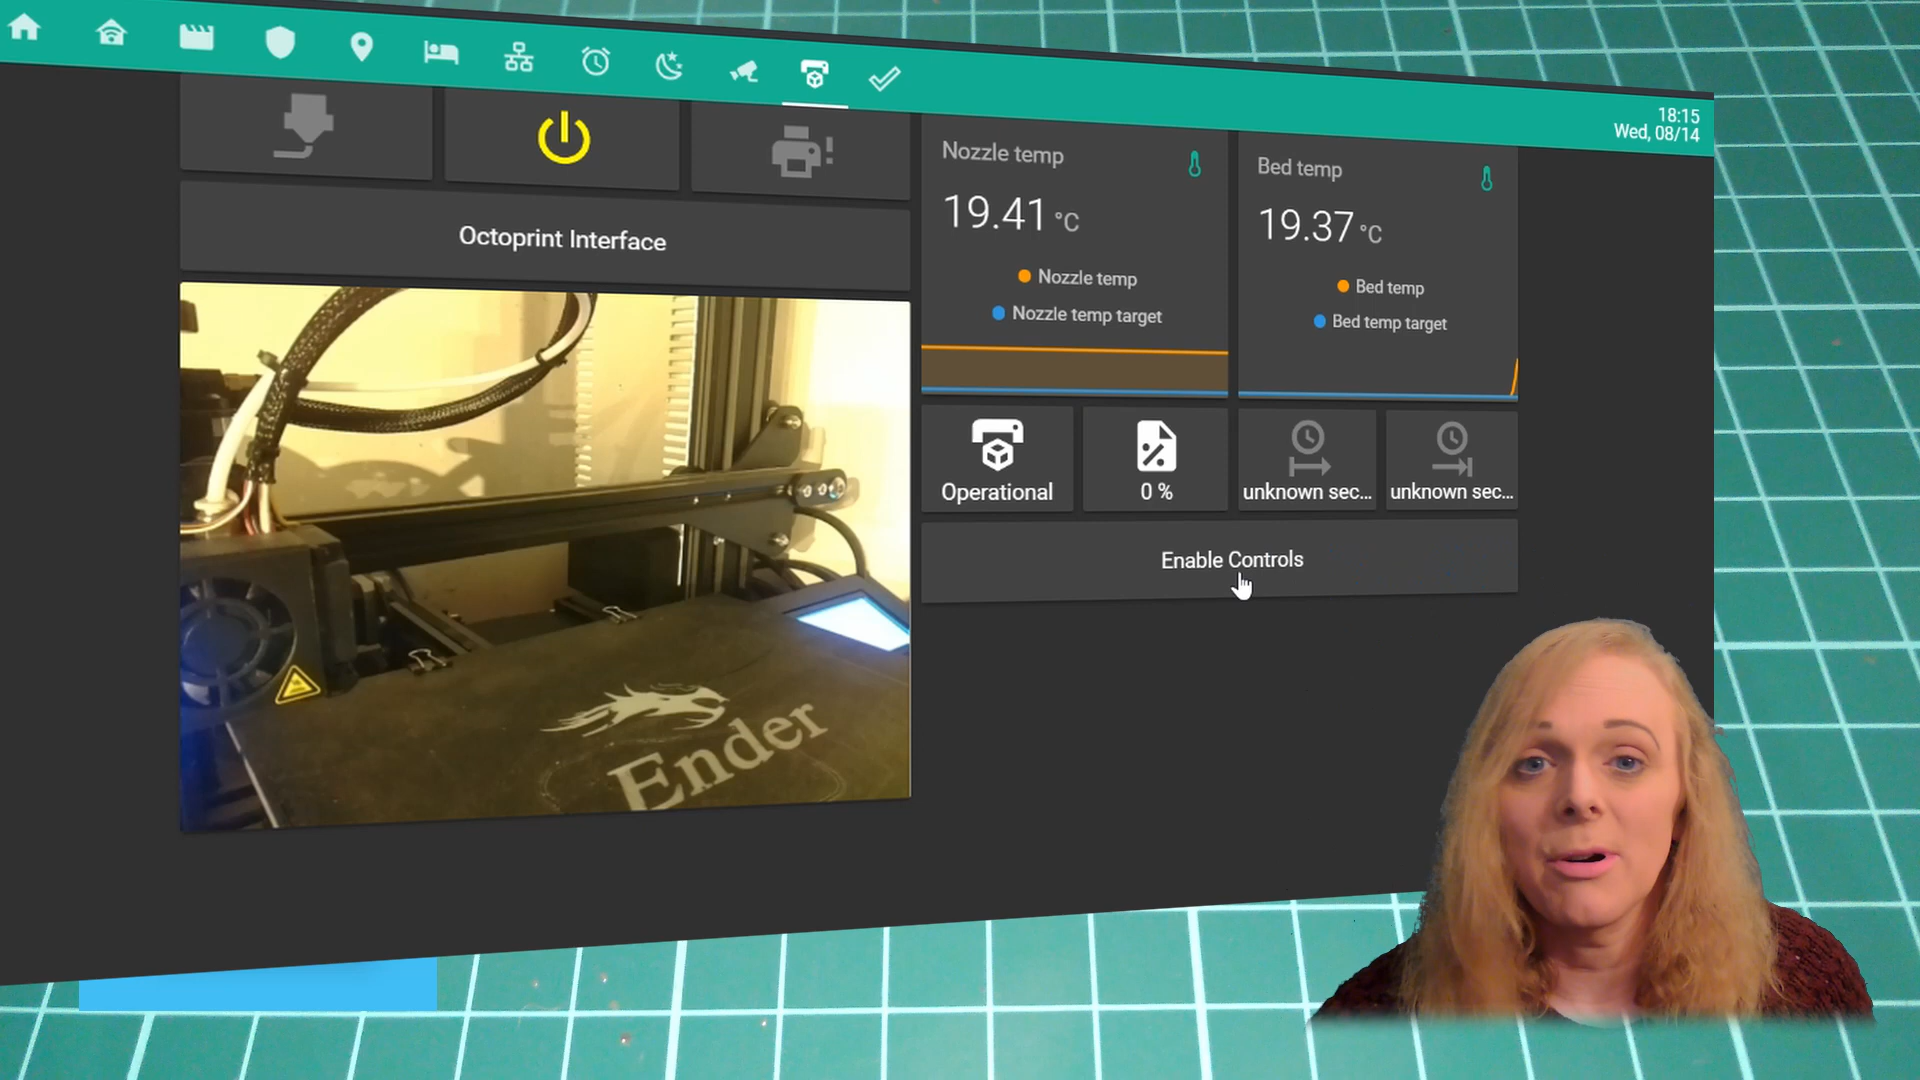 18:15
Wed, 08/14
Octoprint Interface
Nozzle temp
19.41 °C
Nozzle temp
Nozzle temp target
Bed temp
19.37 °C
Bed temp
Bed temp target
Operational
0 %
unknown sec...
unknown sec...
Enable Controls
Ender